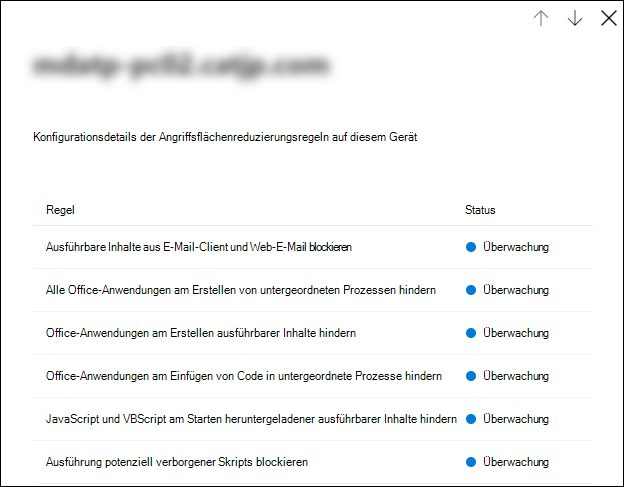 Konfigurationsdetails der Angriffsflächenreduzierungsregeln auf diesem Gerät
Regel Status
Ausführbare Inhalte aus E-Mail-Client und Web-E-Mail blockieren Überwachung
Alle Office-Anwendungen am Erstellen von untergeordneten Prozessen hindern Überwachung
Office-Anwendungen am Erstellen ausführbarer Inhalte hindern Überwachung
Office-Anwendungen am Einfügen von Code in untergeordnete Prozesse hindern Überwachung
JavaScript und VBScript am Starten heruntergeladener ausführbarer Inhalte hindern Überwachung
Ausführung potenziell verborgener Skripts blockieren Überwachung